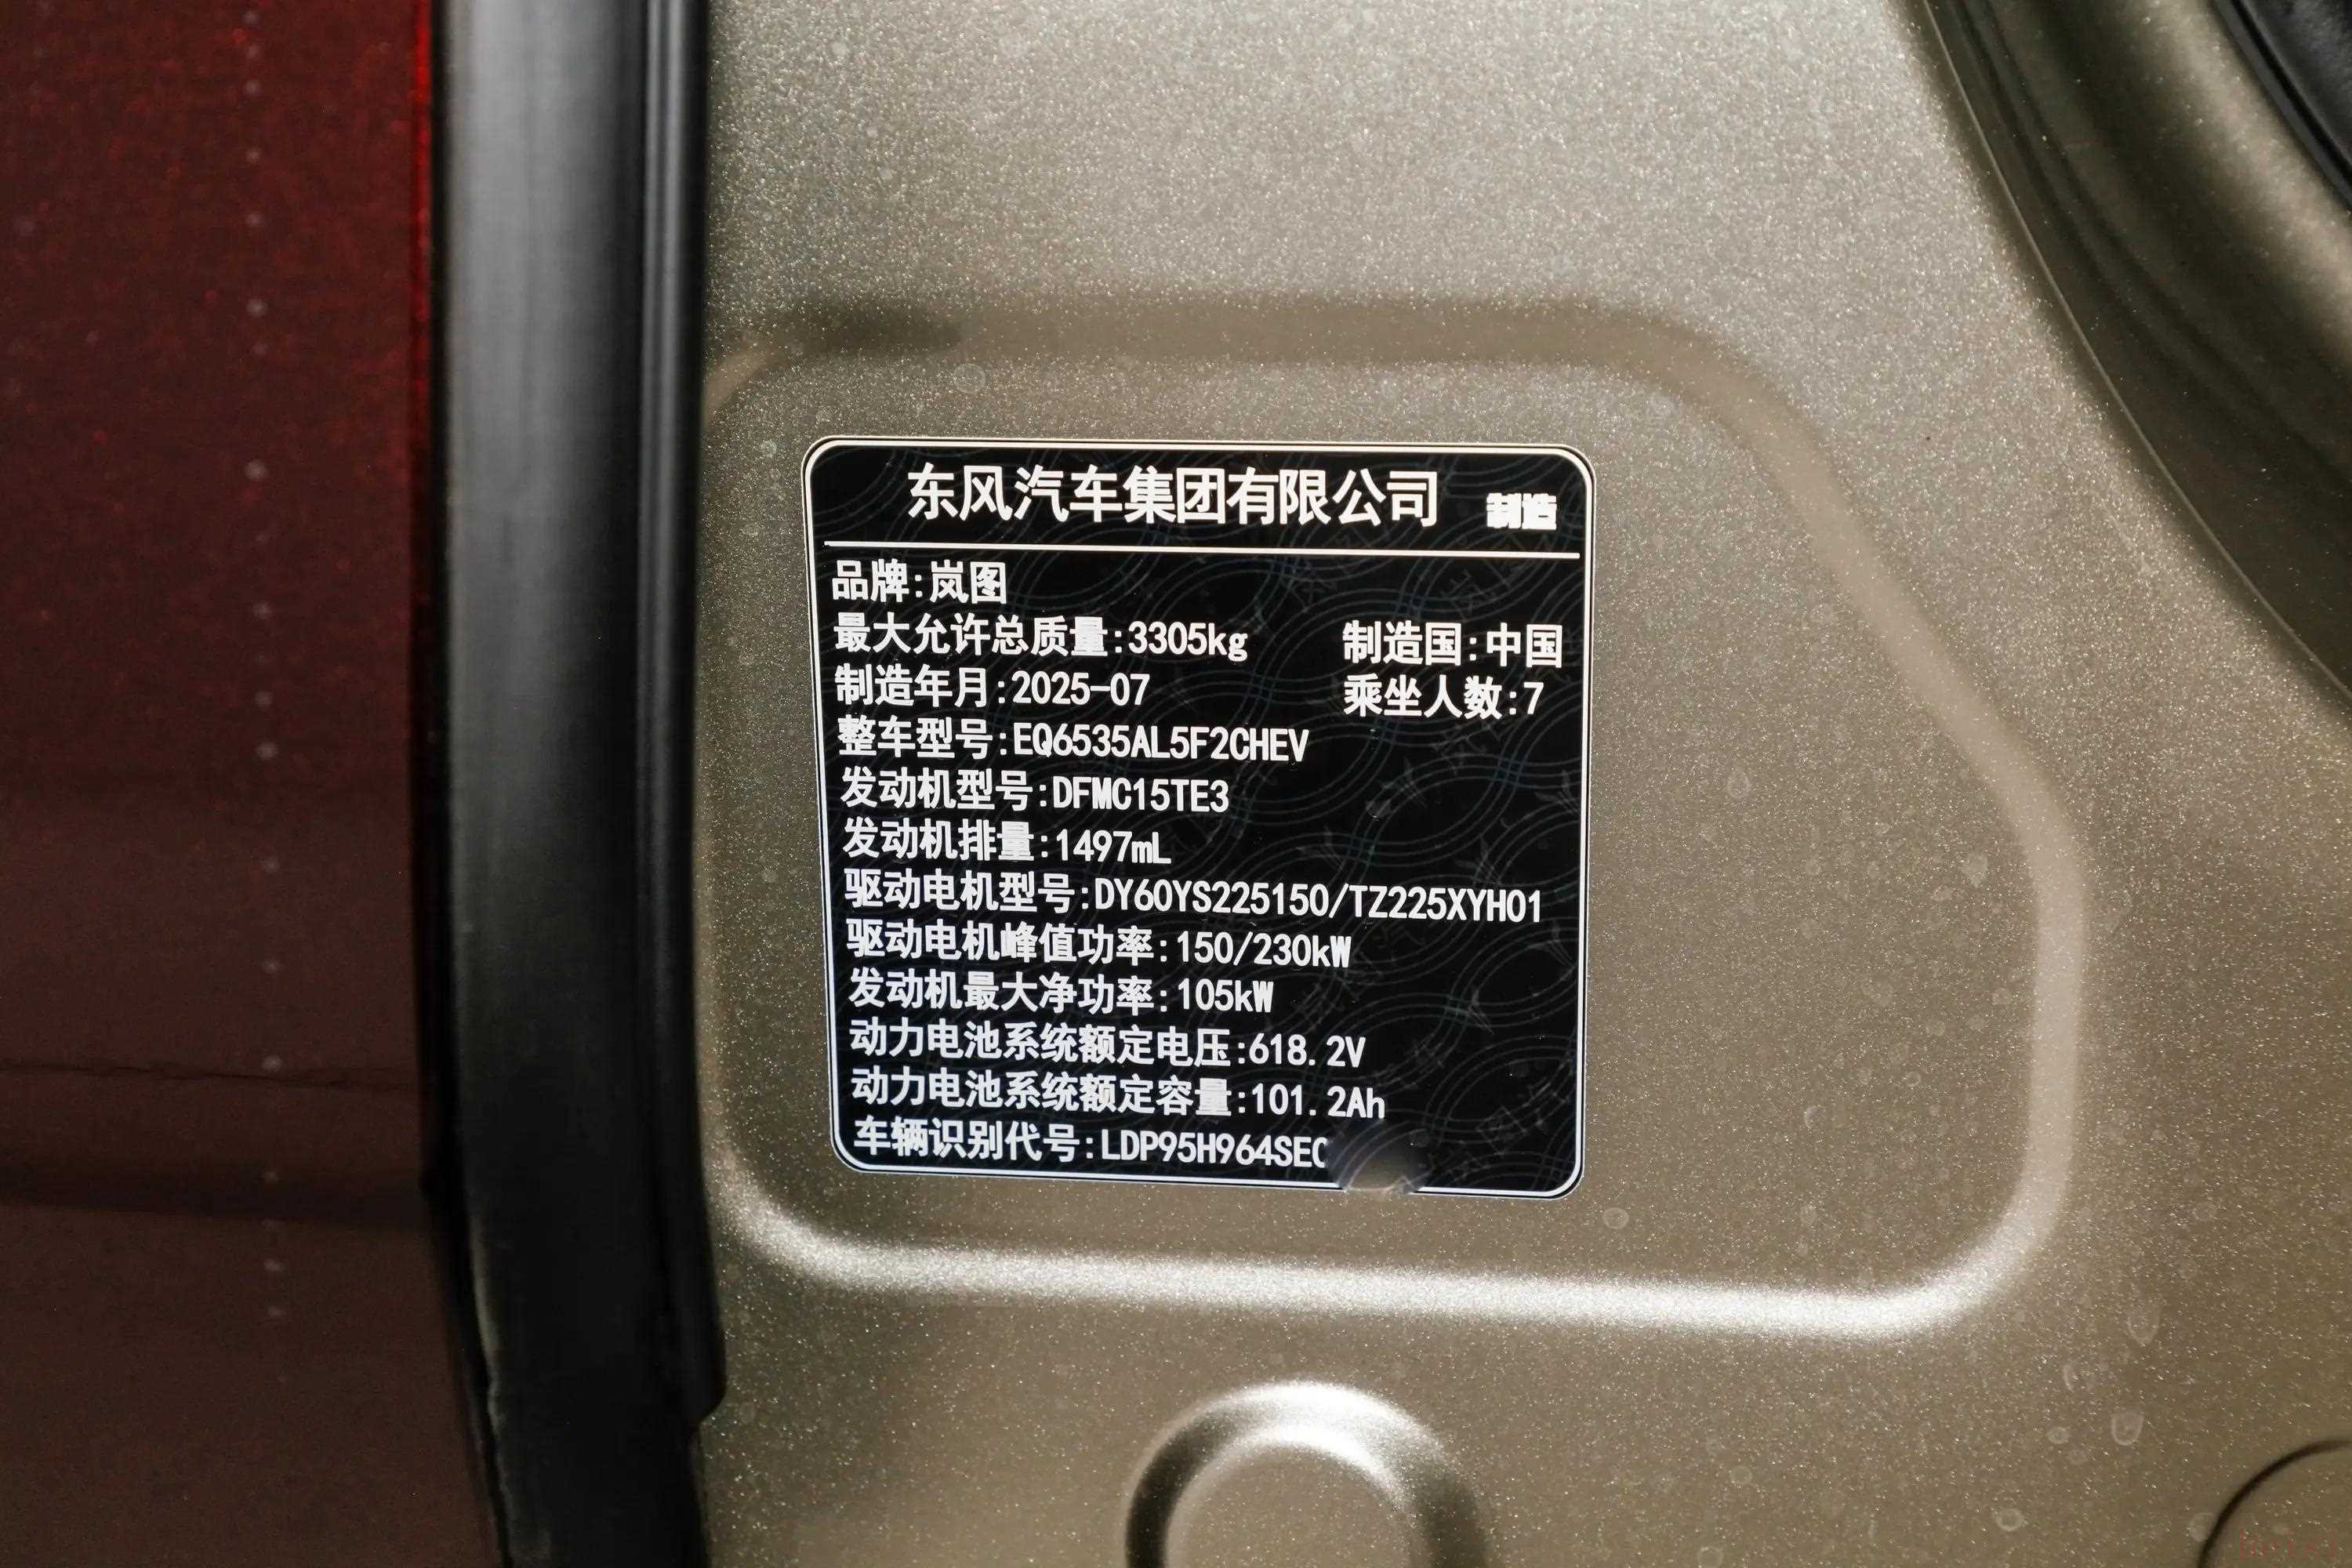 东风汽车集团有限公司 制造
品牌:岚图
最大允许总质量:3305kg 制造国:中国
制造年月:2025-07 乘坐人数:7
整车型号:EQ6535AL5F2CHEV
发动机型号:DFMC15TE3
发动机排量:1497mL
驱动电机型号:DY60YS225150/TZ225XYH01
驱动电机峰值功率:150/230kW
发动机最大净功率:105kW
动力电池系统额定电压:618.2V
动力电池系统额定容量:101.2Ah
车辆识别代号:LDP95H964SE